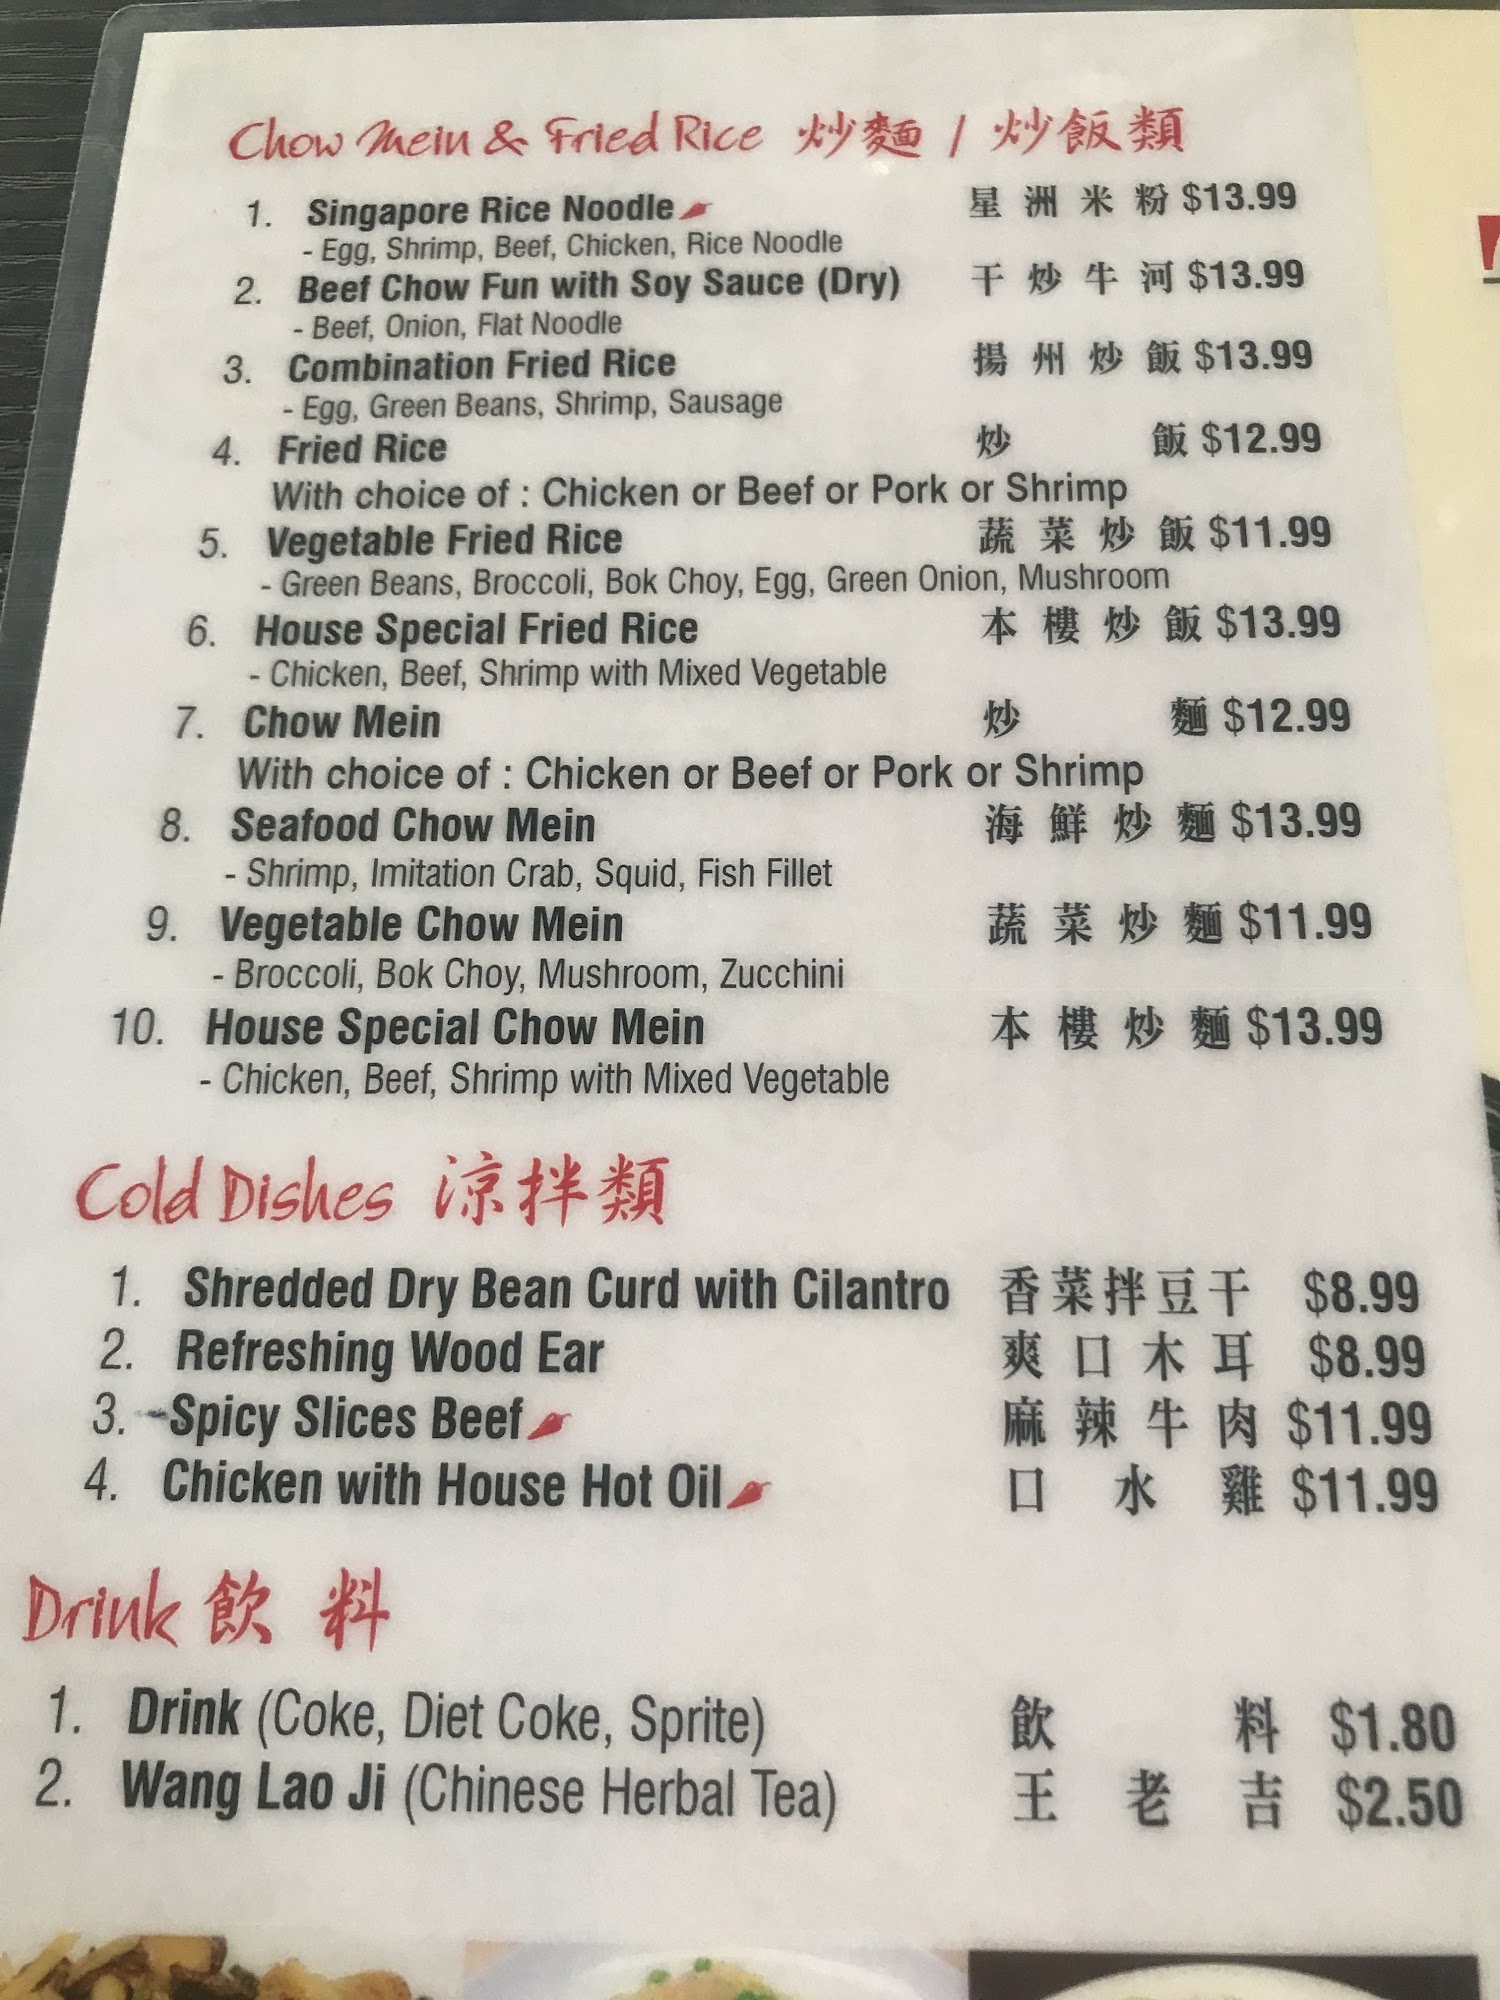 Chow Mein & Fried Rice 炒麵 / 炒飯類
1. Singapore Rice Noodle 星洲米粉 $13.99
- Egg, Shrimp, Beef, Chicken, Rice Noodle
2. Beef Chow Fun with Soy Sauce (Dry) 干炒牛河 $13.99
- Beef, Onion, Flat Noodle
3. Combination Fried Rice 揚州炒飯 $13.99
- Egg, Green Beans, Shrimp, Sausage
4. Fried Rice 炒飯 $12.99
With choice of : Chicken or Beef or Pork or Shrimp
5. Vegetable Fried Rice 蔬菜炒飯 $11.99
- Green Beans, Broccoli, Bok Choy, Egg, Green Onion, Mushroom
6. House Special Fried Rice 本樓炒飯 $13.99
- Chicken, Beef, Shrimp with Mixed Vegetable
7. Chow Mein 炒麵 $12.99
With choice of : Chicken or Beef or Pork or Shrimp
8. Seafood Chow Mein 海鮮炒麵 $13.99
- Shrimp, Imitation Crab, Squid, Fish Fillet
9. Vegetable Chow Mein 蔬菜炒麵 $11.99
- Broccoli, Bok Choy, Mushroom, Zucchini
10. House Special Chow Mein 本樓炒麵 $13.99
- Chicken, Beef, Shrimp with Mixed Vegetable
Cold Dishes 涼拌類
1. Shredded Dry Bean Curd with Cilantro 香菜拌豆干 $8.99
2. Refreshing Wood Ear 爽口木耳 $8.99
3. Spicy Slices Beef 麻辣牛肉 $11.99
4. Chicken with House Hot Oil 口水雞 $11.99
Drink 飲料
1. Drink (Coke, Diet Coke, Sprite) 飲料 $1.80
2. Wang Lao Ji (Chinese Herbal Tea) 王老吉 $2.50